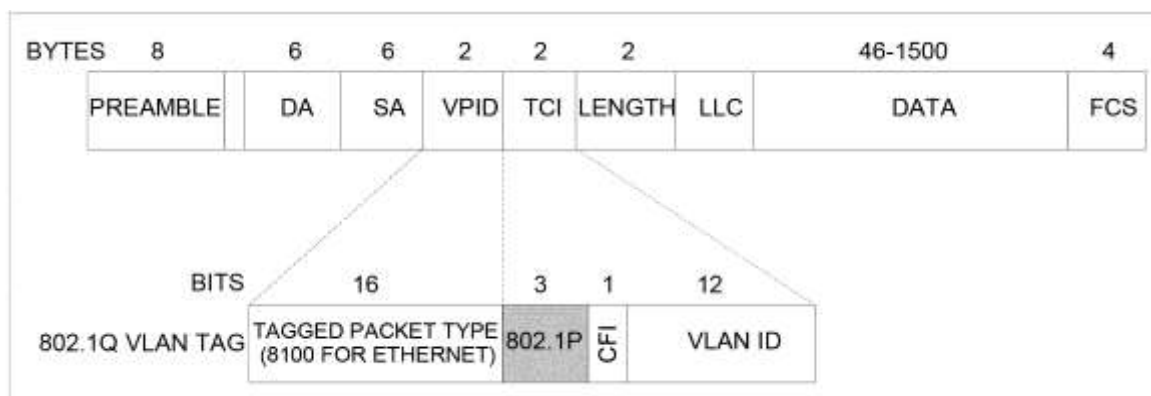 BYTES 8 6 6 2 2 2 46-1500 4
PREAMBLE DA SA VPID TCI LENGTH LLC DATA FCS
BITS 16 3 1 12
802.1Q VLAN TAG TAGGED PACKET TYPE
(8100 FOR ETHERNET) 802.1P CFI VLAN ID